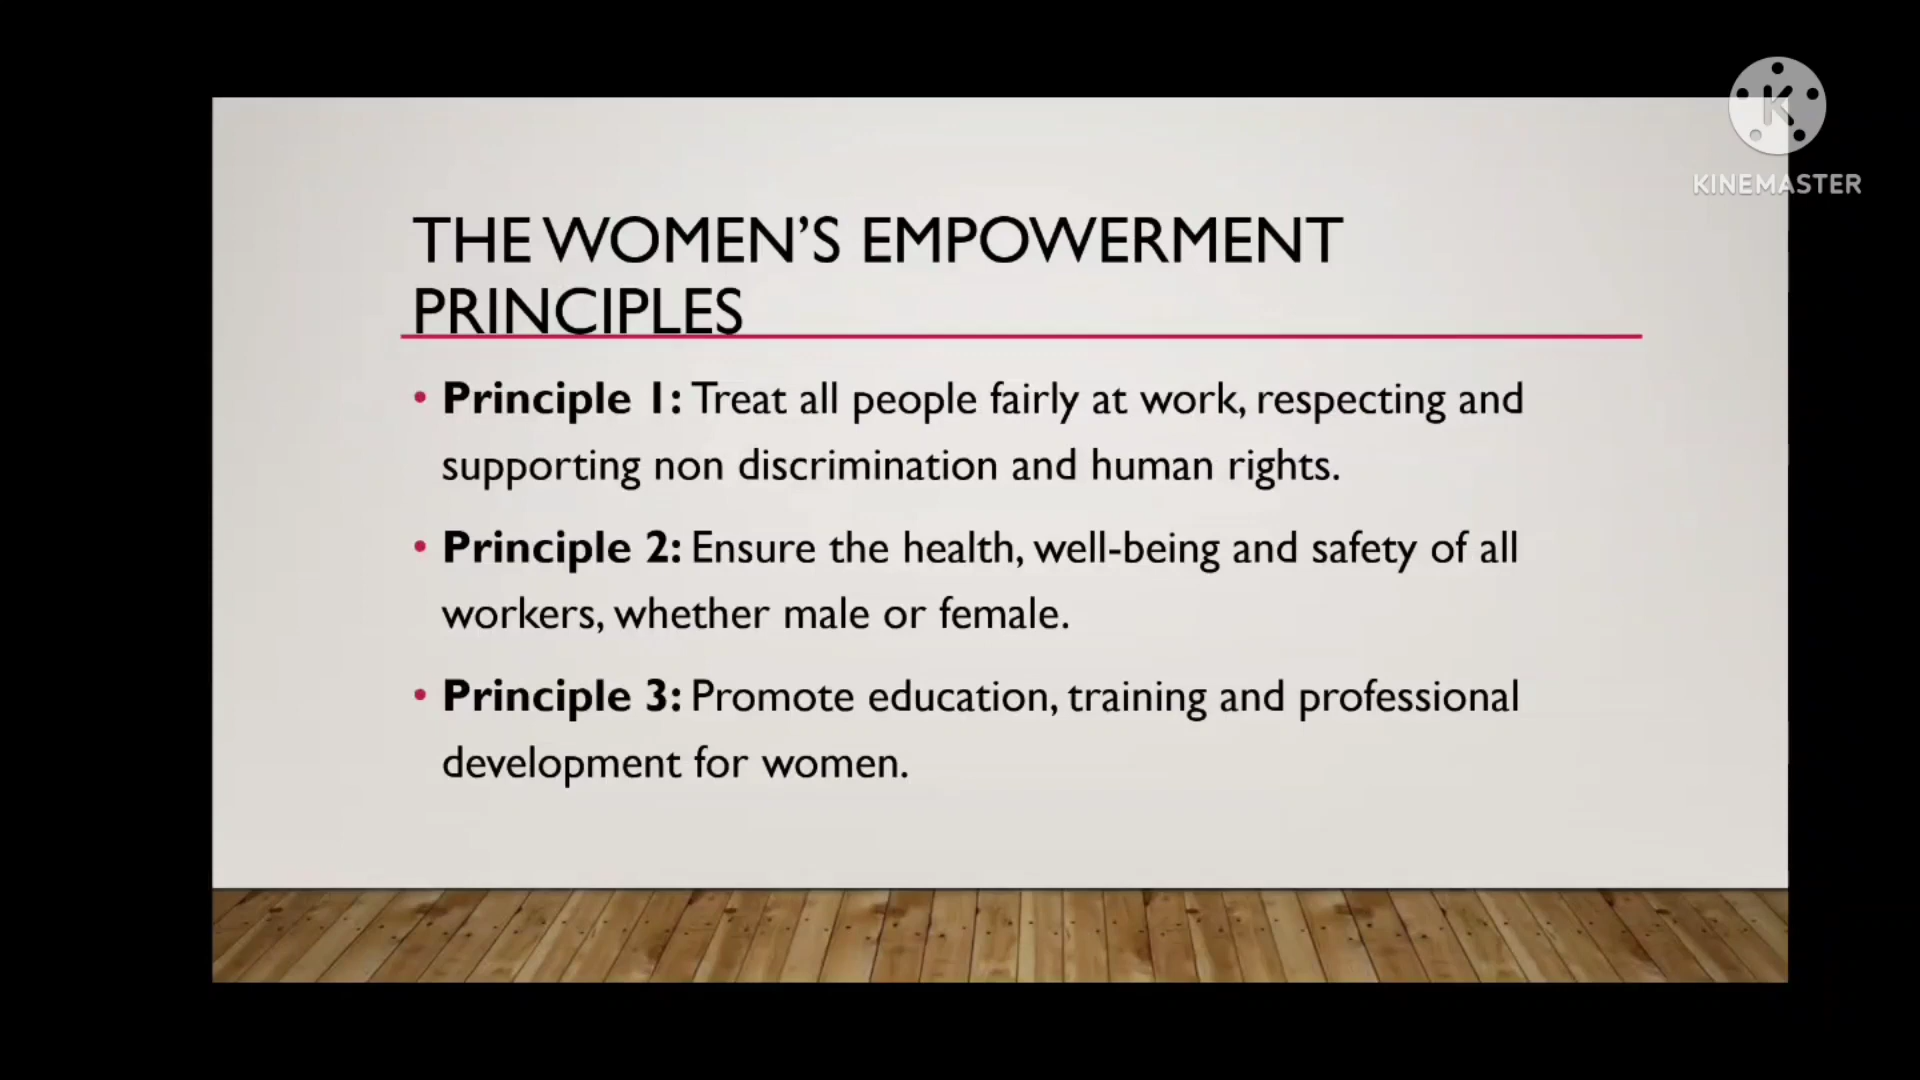 K
KINEMASTER
THE WOMEN'S EMPOWERMENT
PRINCIPLES
• Principle 1: Treat all people fairly at work, respecting and
supporting non discrimination and human rights.
• Principle 2: Ensure the health, well-being and safety of all
workers, whether male or female.
• Principle 3: Promote education, training and professional
development for women.